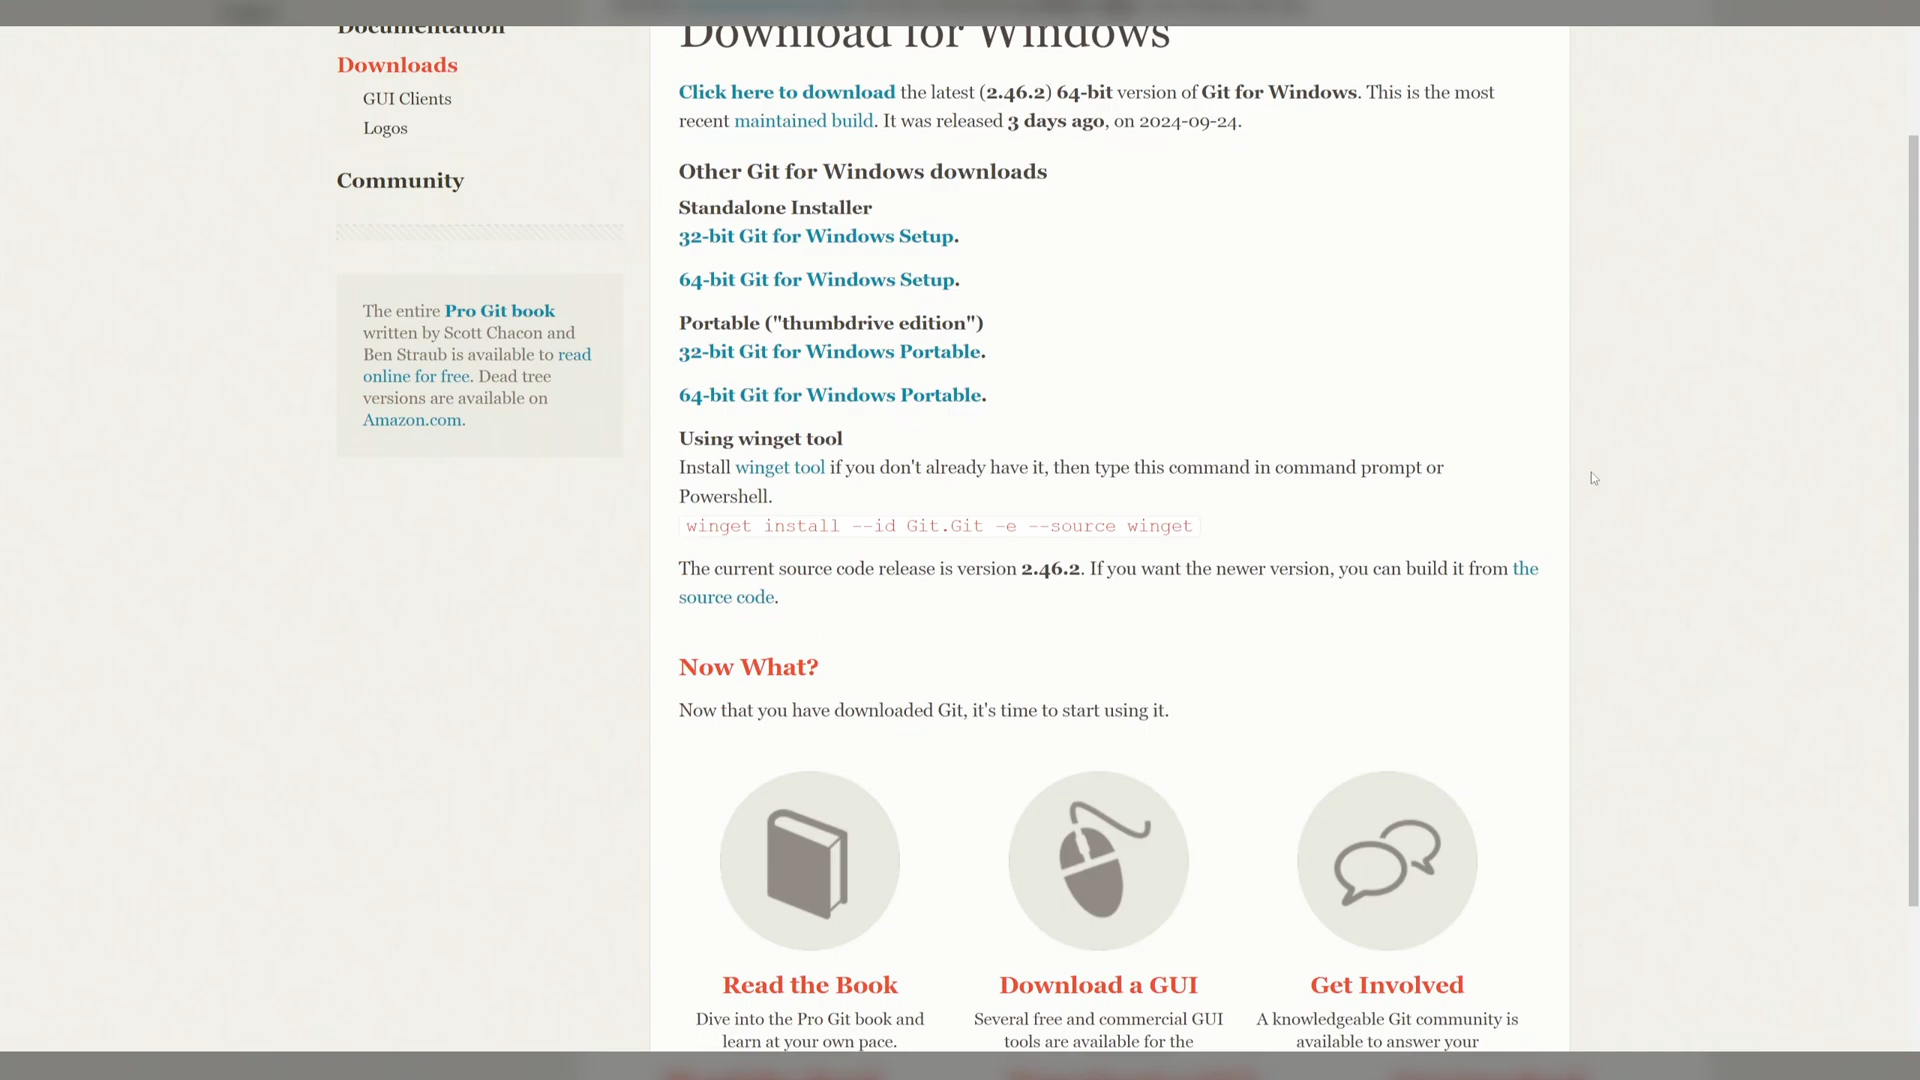 Documentation
Downloads
GUI Clients
Logos
Community
The entire Pro Git book
written by Scott Chacon and
Ben Straub is available to read
online for free. Dead tree
versions are available on
Amazon.com.
Download for Windows
Click here to download the latest (2.46.2) 64-bit version of Git for Windows. This is the most
recent maintained build. It was released 3 days ago, on 2024-09-24.
Other Git for Windows downloads
Standalone Installer
32-bit Git for Windows Setup.
64-bit Git for Windows Setup.
Portable ("thumbdrive edition")
32-bit Git for Windows Portable.
64-bit Git for Windows Portable.
Using winget tool
Install winget tool if you don't already have it, then type this command in command prompt or
Powershell.
winget install --id Git.Git -e --source winget
The current source code release is version 2.46.2. If you want the newer version, you can build it from the
source code.
Now What?
Now that you have downloaded Git, it's time to start using it.
Read the Book
Dive into the Pro Git book and
learn at your own pace.
Download a GUI
Several free and commercial GUI
tools are available for the
Get Involved
A knowledgeable Git community is
available to answer your